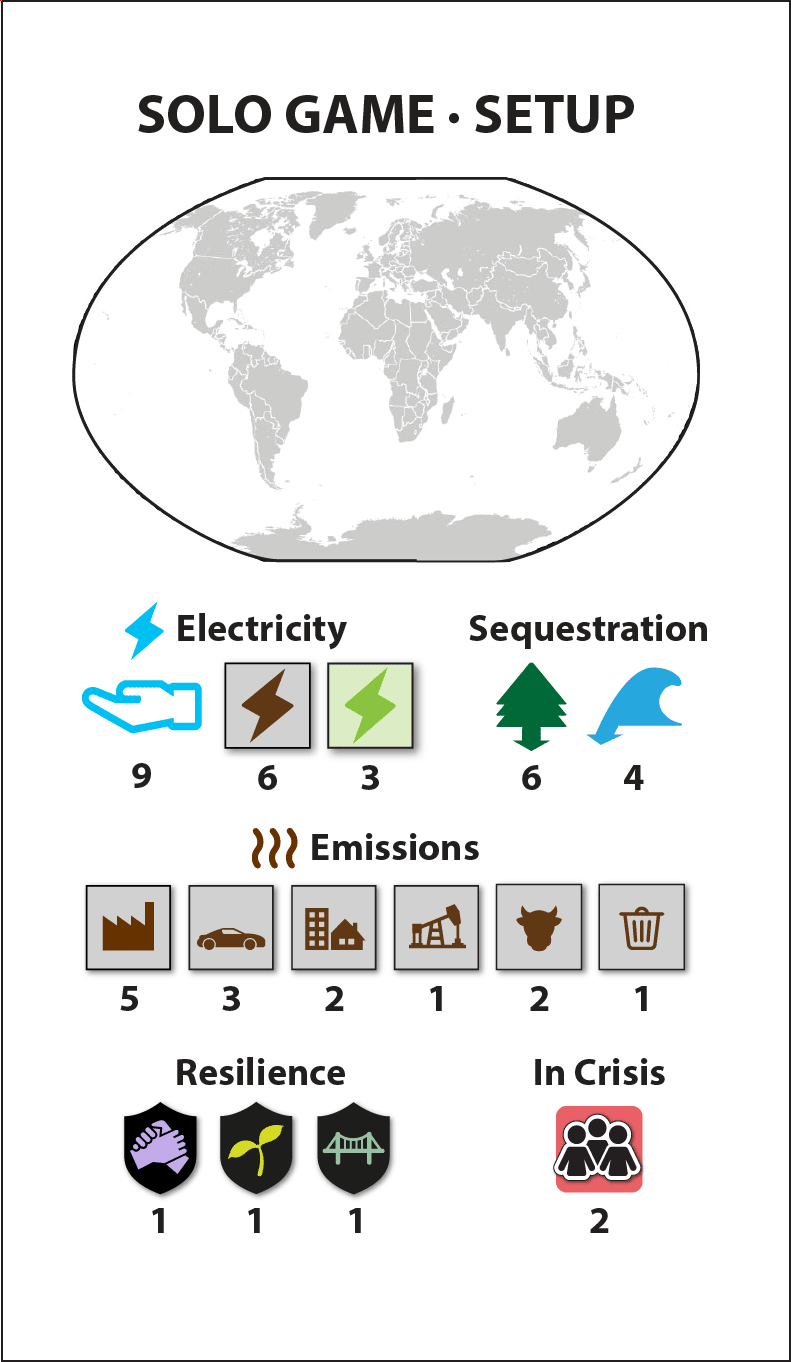 SOLO GAME · SETUP
Electricity
Sequestration
9 6 3 6 4
Emissions
5 3 2 1 2 1
Resilience
In Crisis
1 1 1 2